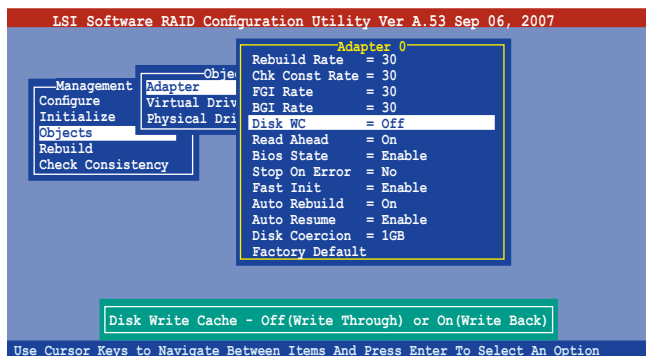 LSI Software RAID Configuration Utility Ver A.53 Sep 06, 2007
Management
Configure
Initialize
Objects
Rebuild
Check Consistency
Obje
Adapter
Virtual Driv
Physical Dri
Adapter 0
Rebuild Rate = 30
Chk Const Rate = 30
FGI Rate = 30
BGI Rate = 30
Disk WC = Off
Read Ahead = On
Bios State = Enable
Stop On Error = No
Fast Init = Enable
Auto Rebuild = On
Auto Resume = Enable
Disk Coercion = 1GB
Factory Default
Disk Write Cache - Off(Write Through) or On(Write Back)
Use Cursor Keys to Navigate Between Items And Press Enter To Select An Option